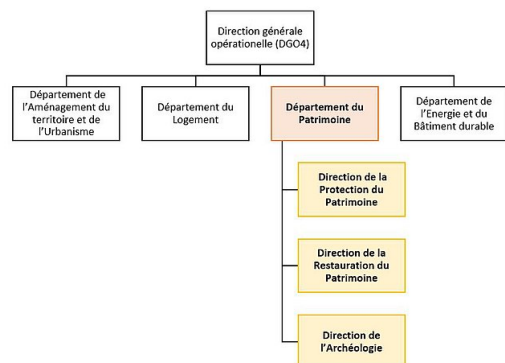 Direction générale
opérationelle (DGO4)
Département de
l'Aménagement du
territoire et de
l'Urbanisme
Département du
Logement
Département du
Patrimoine
Département de
l'Energie et du
Bâtiment durable
Direction de la
Protection du
Patrimoine
Direction de la
Restauration du
Patrimoine
Direction de
l'Archéologie